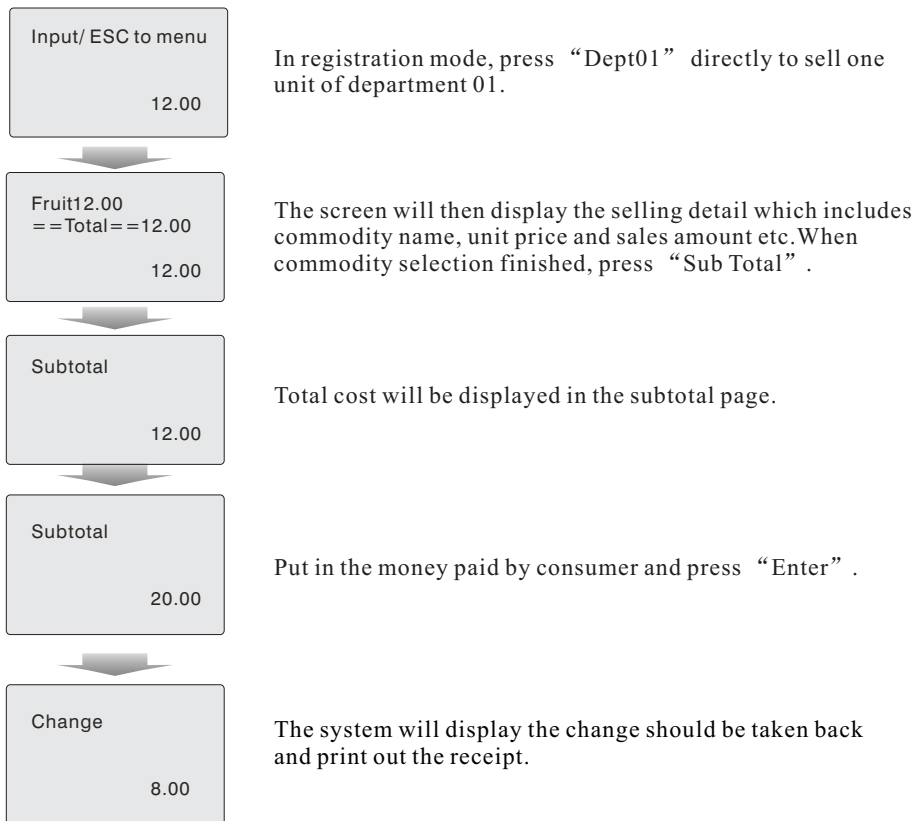 Input/ ESC to menu
12.00
In registration mode, press “Dept01” directly to sell one
unit of department 01.
Fruit12.00
==Total==12.00
12.00
The screen will then display the selling detail which includes
commodity name, unit price and sales amount etc.When
commodity selection finished, press “Sub Total”.
Subtotal
12.00
Total cost will be displayed in the subtotal page.
Subtotal
20.00
Put in the money paid by consumer and press “Enter”.
Change
8.00
The system will display the change should be taken back
and print out the receipt.